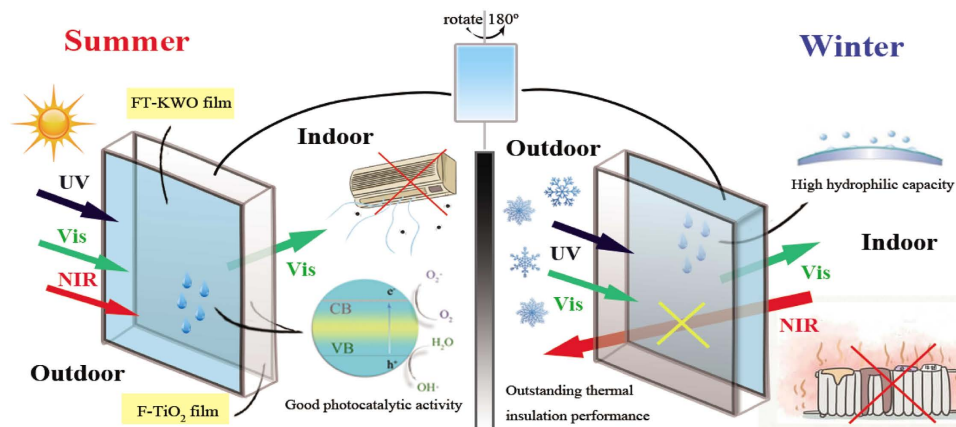 rotate 180°
Summer
Winter
FT-KWO film
Indoor
Outdoor
High hydrophilic capacity
UV
Vis
NIR
Vis
UV
Vis
Vis
Indoor
NIR
CB
VB
e⁻
h⁺
O₂·⁻
O₂
H₂O
OH·
Outdoor
F-TiO₂ film
Good photocatalytic activity
Outstanding thermal
insulation performance